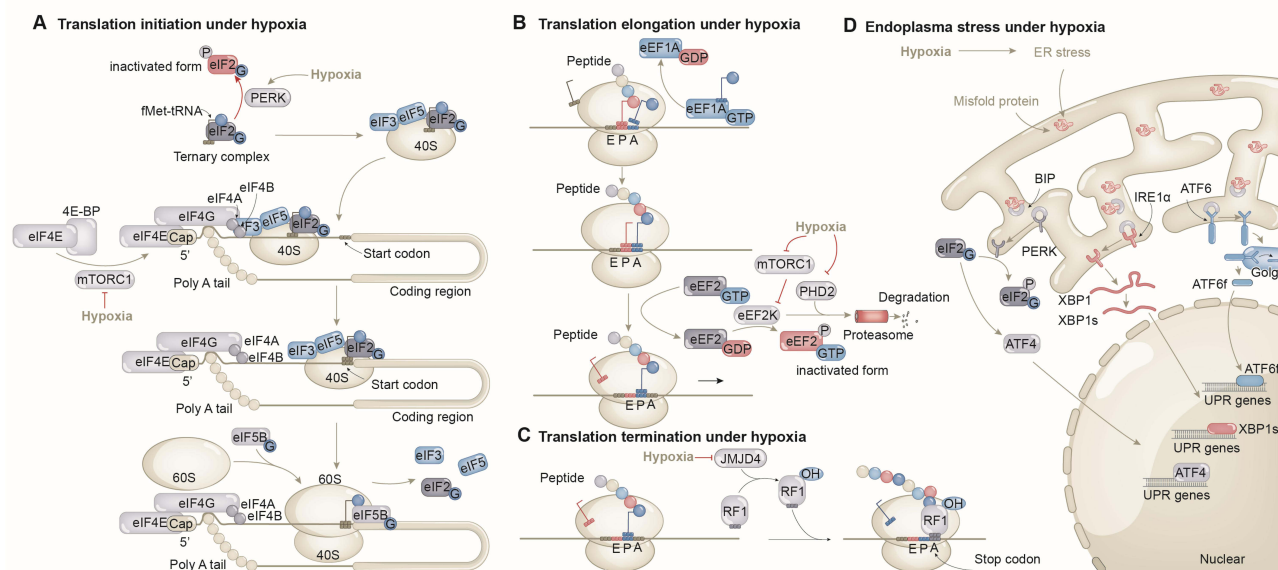 A Translation initiation under hypoxia
P
inactivated form
eIF2
G
Hypoxia
PERK
fMet-tRNA
eIF2
G
Ternary complex
eIF3
eIF5
eIF2
G
40S
4E-BP
eIF4E
mTORC1
Hypoxia
eIF4B
eIF4A
eIF4G
eIF5
eIF2
G
eIF4E
Cap
5'
40S
Start codon
Poly A tail
Coding region
eIF4G
eIF4A
eIF4B
eIF3
eIF5
eIF2
G
eIF4E
Cap
5'
40S
Start codon
Poly A tail
Coding region
eIF5B
G
60S
60S
eIF3
eIF5
eIF2
G
eIF4G
eIF4A
eIF4B
eIF4E
Cap
5'
eIF5B
G
40S
Poly A tail
Coding region
B Translation elongation under hypoxia
Peptide
eEF1A
GDP
eEF1A
GTP
E P A
Peptide
E P A
Hypoxia
mTORC1
PHD2
eEF2
GTP
eEF2K
Degradation
Proteasome
Peptide
eEF2
GDP
P
eEF2
GTP
inactivated form
E P A
C Translation termination under hypoxia
Hypoxia
JMJD4
Peptide
OH
RF1
RF1
OH
RF1
E P A
E P A
Stop codon
D Endoplasma stress under hypoxia
Hypoxia
ER stress
Misfold protein
BIP
IRE1α
ATF6
PERK
eIF2
G
P
eIF2
G
XBP1
XBP1s
ATF6f
ATF4
ATF6f
UPR genes
XBP1s
UPR genes
ATF4
UPR genes
Nuclear